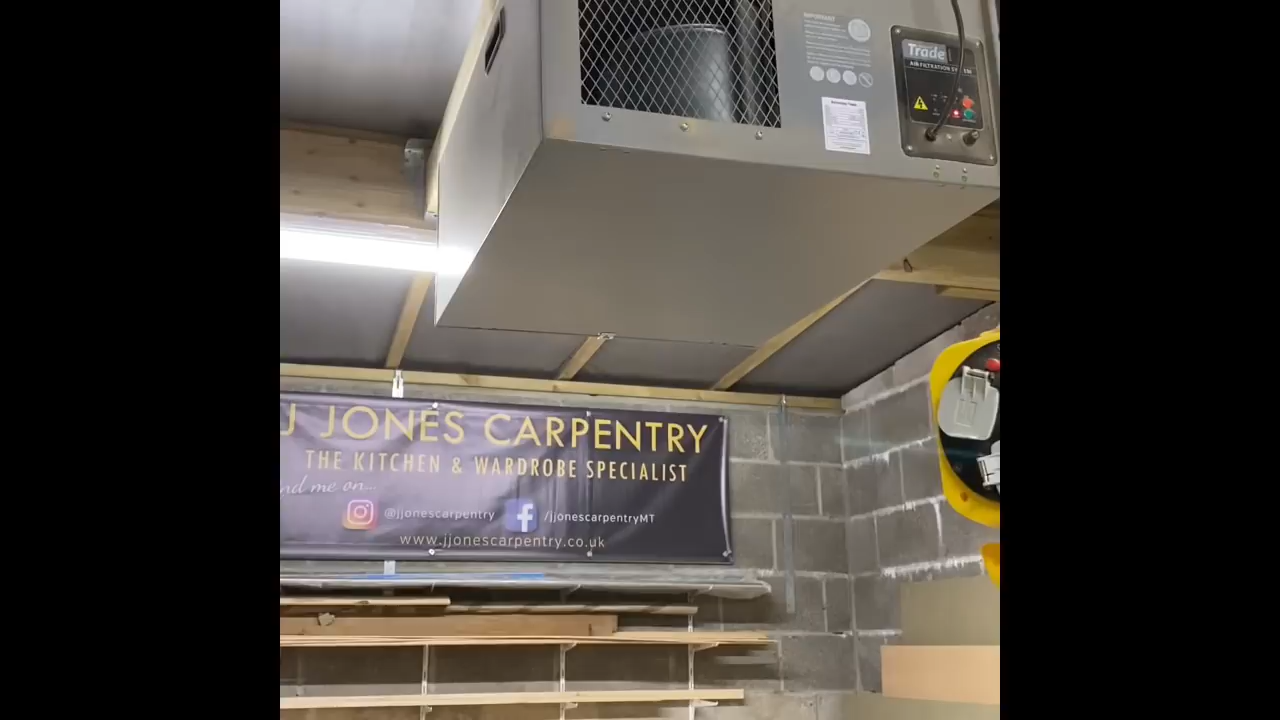 IMPORTANT
Trade
AIR FILTRATION SYSTEM
J JONES CARPENTRY
THE KITCHEN & WARDROBE SPECIALIST
nd me on...
@jjonescarpentry
/jjonescarpentryMT
www.jjonescarpentry.co.uk